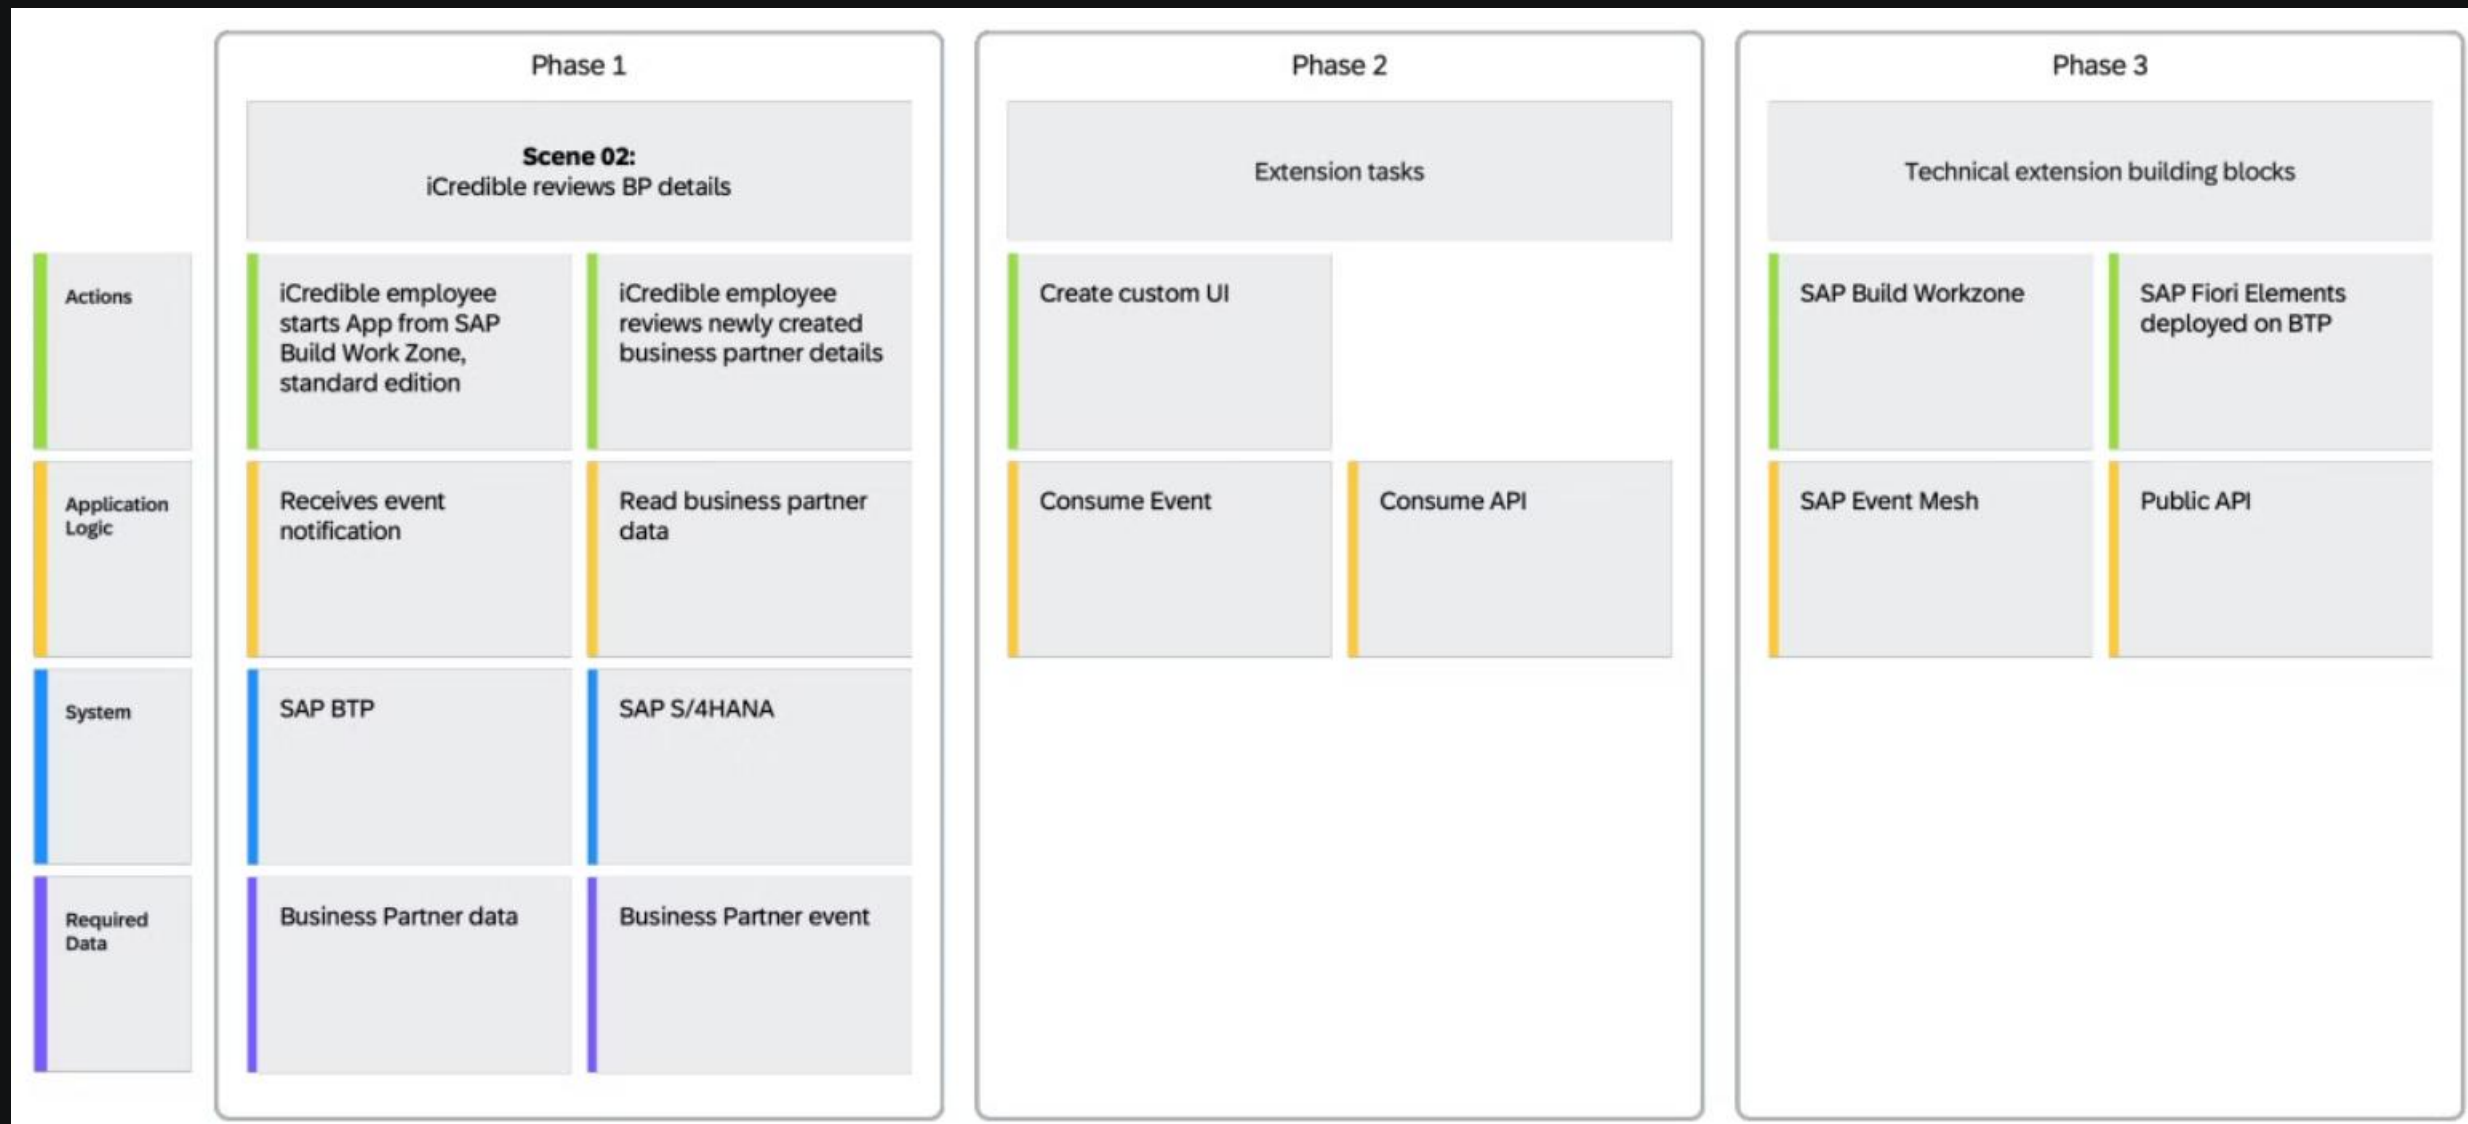 Phase 1
Phase 2
Phase 3
Scene 02:
iCredible reviews BP details
Extension tasks
Technical extension building blocks
Actions
iCredible employee
starts App from SAP
Build Work Zone,
standard edition
iCredible employee
reviews newly created
business partner details
Create custom UI
SAP Build Workzone
SAP Fiori Elements
deployed on BTP
Application
Logic
Receives event
notification
Read business partner
data
Consume Event
Consume API
SAP Event Mesh
Public API
System
SAP BTP
SAP S/4HANA
Required
Data
Business Partner data
Business Partner event